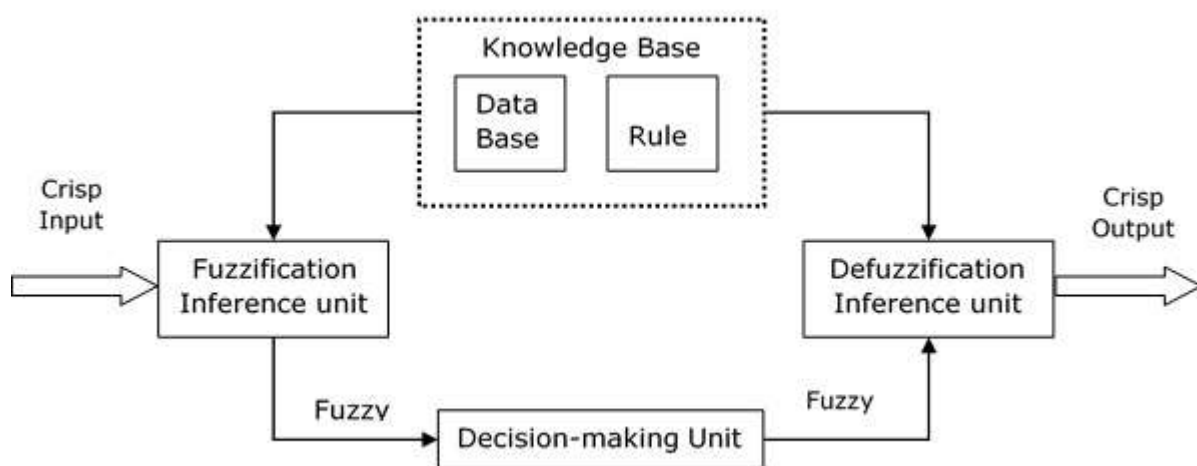 Knowledge Base
Data
Base
Rule
Crisp
Input
Crisp
Output
Fuzzification
Inference unit
Defuzzification
Inference unit
Fuzzy
Fuzzy
Decision-making Unit